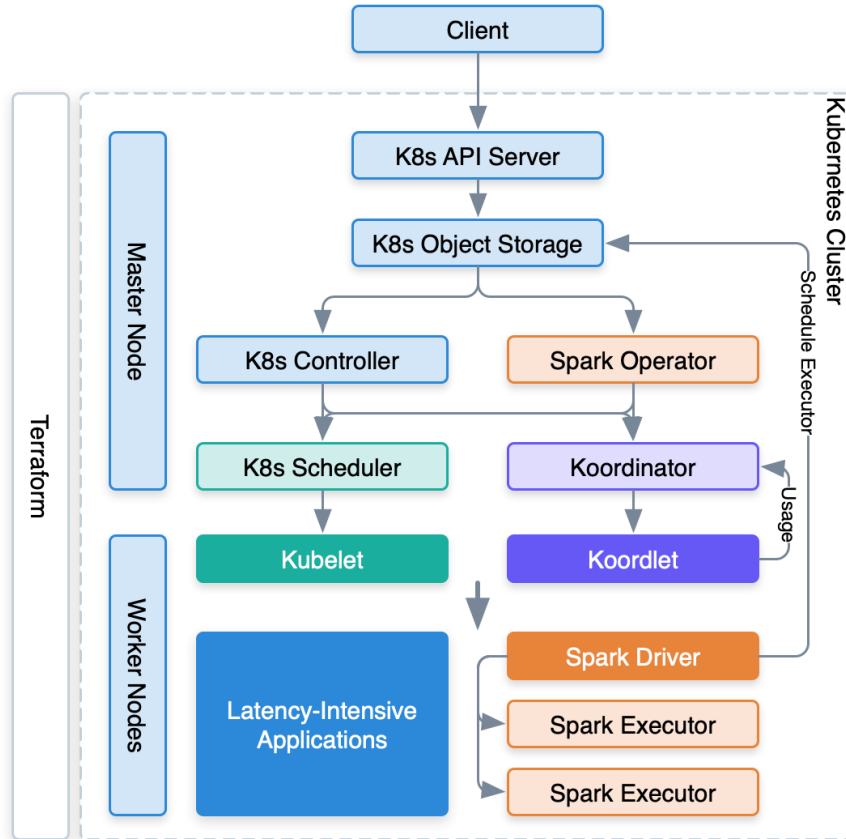 Client
Kubernetes Cluster
Terraform
Master Node
K8s API Server
K8s Object Storage
Schedule Executor
K8s Controller
Spark Operator
K8s Scheduler
Koordinator
Usage
Worker Nodes
Kubelet
Koordlet
Latency-Intensive
Applications
Spark Driver
Spark Executor
Spark Executor